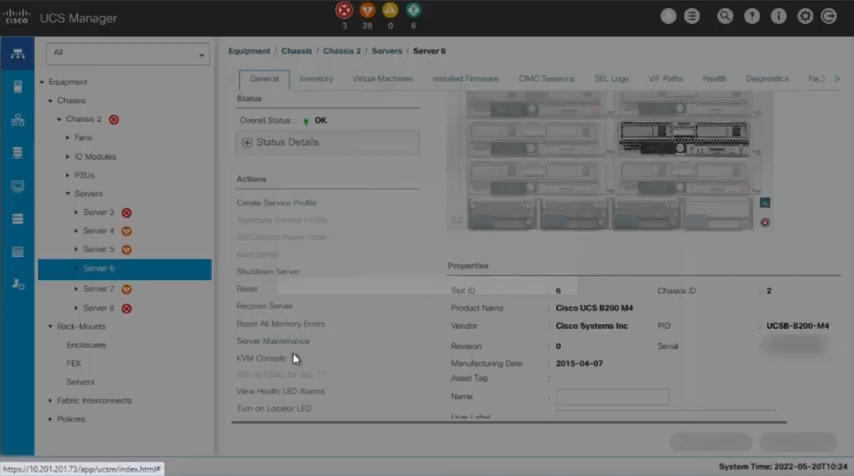 CISCO
UCS Manager
3 28 0 6
All
Equipment / Chassis / Chassis 2 / Servers / Server 6
General Inventory Virtual Machines Installed Firmware CIMC Sessions SEL Logs VIF Paths Health Diagnostics
Equipment
Chassis
Chassis 2
Fans
IO Modules
PSUs
Servers
Server 3
Server 4
Server 5
Server 6
Server 7
Server 8
Rack-Mounts
Enclosures
FEX
Servers
Fabric Interconnects
Policies
Status
Overall Status : OK
Status Details
Actions
Create Service Profile
Associate Service Profile
Set Desired Power State
Boot Server
Shutdown Server
Reset
Recover Server
Reset All Memory Errors
Server Maintenance
KVM Console
View Health LED Alarms
Turn on Locator LED
Properties
Slot ID : 6 Chassis ID : 2
Product Name : Cisco UCS B200 M4
Vendor : Cisco Systems Inc PID : UCSB-B200-M4
Revision : 0 Serial :
Manufacturing Date : 2015-04-07
Asset Tag :
Name :
User Label :
https://10.201.201.73/app/ucsm/index.html#
System Time: 2022-05-20T10:24